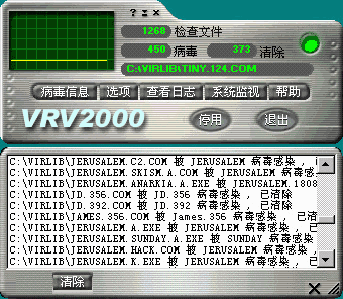 ? ×
1268 检查文件
450 病毒 373 清除
C:\VIRLIB\TINY.124.COM
病毒信息 选项 查看日志 系统监视 帮助
VRV2000 停用 退出
C:\VIRLIB\JERUSALEM.C2.COM 被 JERUSALEM 病毒感染 ,
C:\VIRLIB\JERUSALEM.SKISM.A.COM 被 JERUSALEM 病毒感
C:\VIRLIB\JERUSALEM.ANARKIA.A.EXE 被 JERUSALEM.1808
C:\VIRLIB\JD.356.COM 被 JD.356 病毒感染 , 已清除
C:\VIRLIB\JD.392.COM 被 JD.392 病毒感染 , 已清除
C:\VIRLIB\JAMES.356.COM 被 James.356 病毒感染 , 已清
C:\VIRLIB\JERUSALEM.A.EXE 被 JERUSALEM 病毒感染 , 已
C:\VIRLIB\JERUSALEM.SUNDAY.A.EXE 被 SUNDAY 病毒感染
C:\VIRLIB\JERUSALEM.HACK.COM 被 JERUSALEM 病毒感染
C:\VIRLIB\JERUSALEM.K.EXE 被 JERUSALEM 病毒感染 , 已
清除